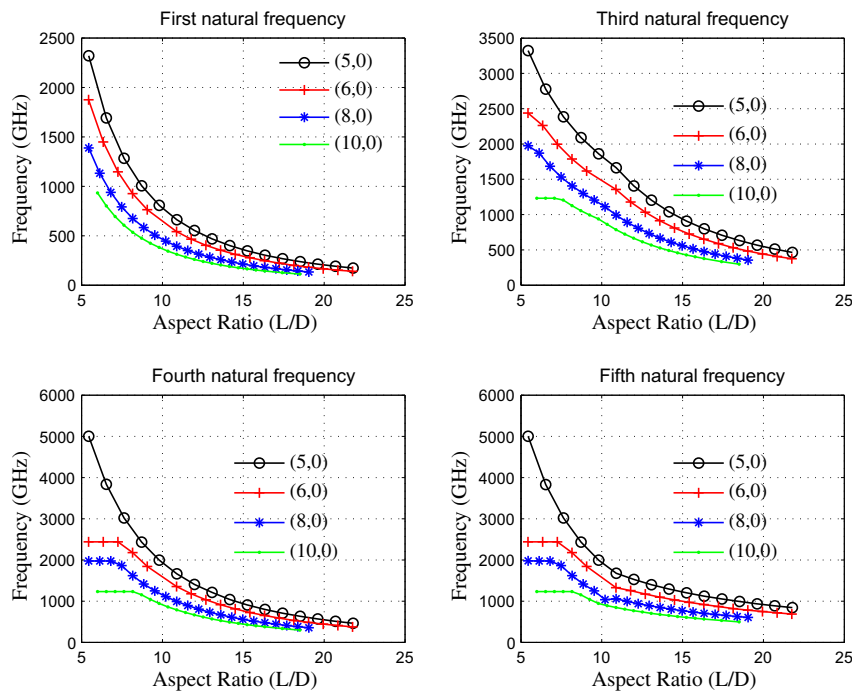 First natural frequency
2500
2000
1500
1000
500
0
Frequency (GHz)
(5,0)
(6,0)
(8,0)
(10,0)
5 10 15 20 25
Aspect Ratio (L/D)
Third natural frequency
3500
3000
2500
2000
1500
1000
500
0
Frequency (GHz)
(5,0)
(6,0)
(8,0)
(10,0)
5 10 15 20 25
Aspect Ratio (L/D)
Fourth natural frequency
6000
5000
4000
3000
2000
1000
0
Frequency (GHz)
(5,0)
(6,0)
(8,0)
(10,0)
5 10 15 20 25
Aspect Ratio (L/D)
Fifth natural frequency
6000
5000
4000
3000
2000
1000
0
Frequency (GHz)
(5,0)
(6,0)
(8,0)
(10,0)
5 10 15 20 25
Aspect Ratio (L/D)